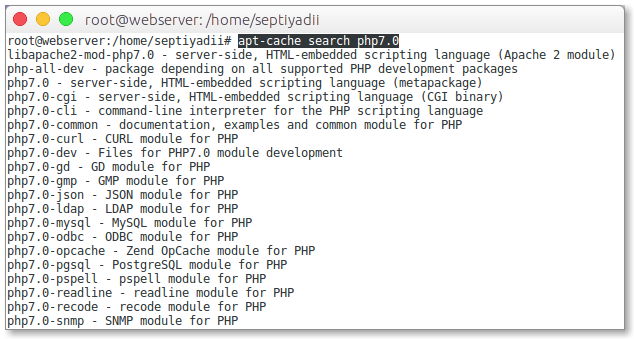 root@webserver: /home/septiyadii
root@webserver:/home/septiyadii# apt-cache search php7.0
libapache2-mod-php7.0 - server-side, HTML-embedded scripting language (Apache 2 module)
php-all-dev - package depending on all supported PHP development packages
php7.0 - server-side, HTML-embedded scripting language (metapackage)
php7.0-cgi - server-side, HTML-embedded scripting language (CGI binary)
php7.0-cli - command-line interpreter for the PHP scripting language
php7.0-common - documentation, examples and common module for PHP
php7.0-curl - CURL module for PHP
php7.0-dev - Files for PHP7.0 module development
php7.0-gd - GD module for PHP
php7.0-gmp - GMP module for PHP
php7.0-json - JSON module for PHP
php7.0-ldap - LDAP module for PHP
php7.0-mysql - MySQL module for PHP
php7.0-odbc - ODBC module for PHP
php7.0-opcache - Zend OpCache module for PHP
php7.0-pgsql - PostgreSQL module for PHP
php7.0-pspell - pspell module for PHP
php7.0-readline - readline module for PHP
php7.0-recode - recode module for PHP
php7.0-snmp - SNMP module for PHP